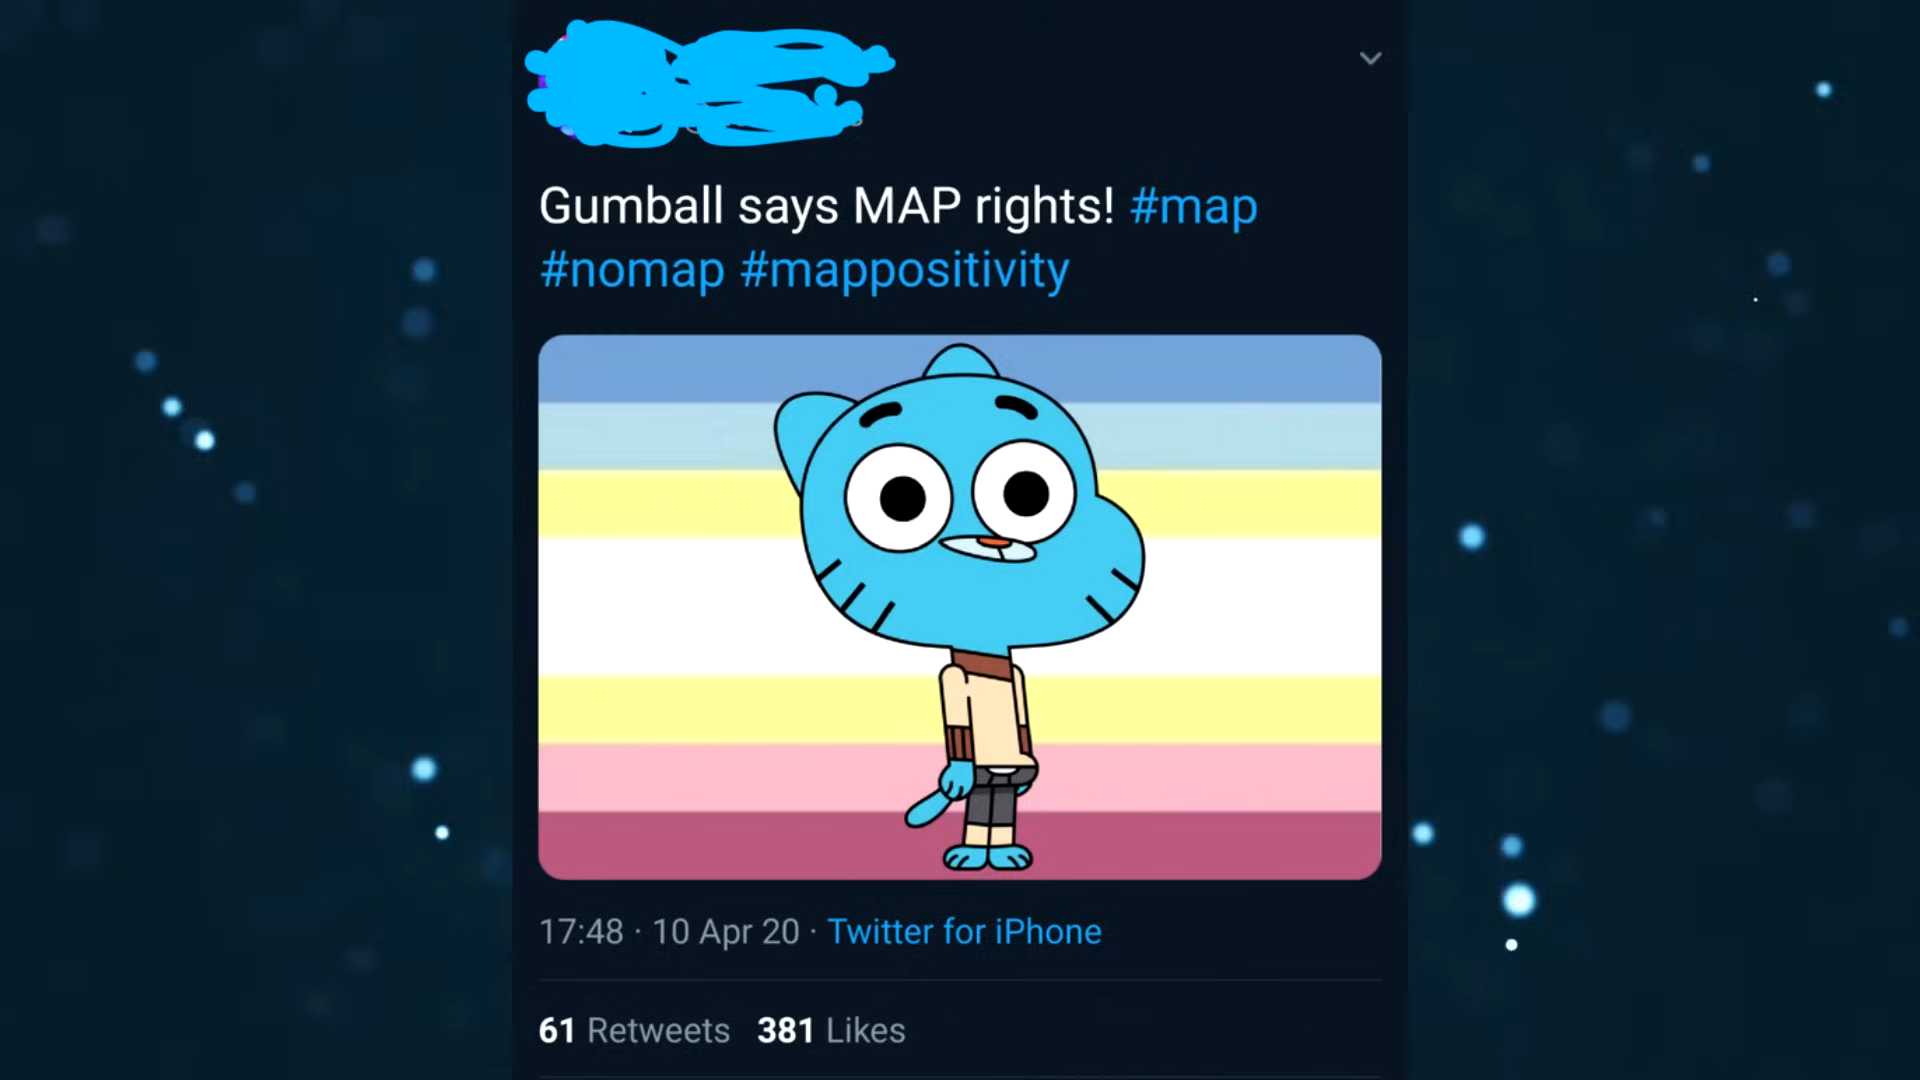 Gumball says MAP rights! #map
#nomap #mappositivity
17:48 · 10 Apr 20 · Twitter for iPhone
61 Retweets 381 Likes